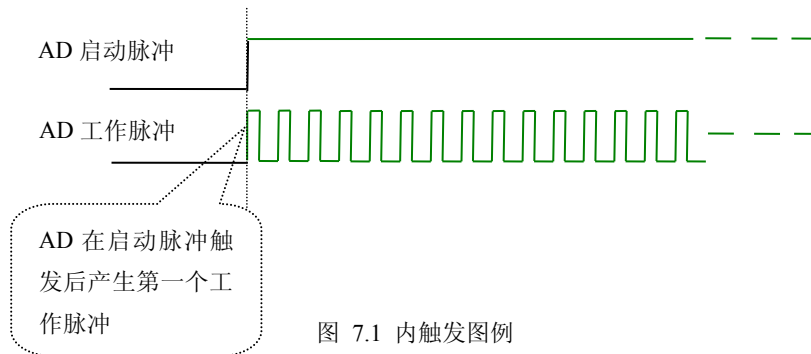 AD 启动脉冲
AD 工作脉冲
AD 在启动脉冲触
发后产生第一个工
作脉冲
图 7.1 内触发图例